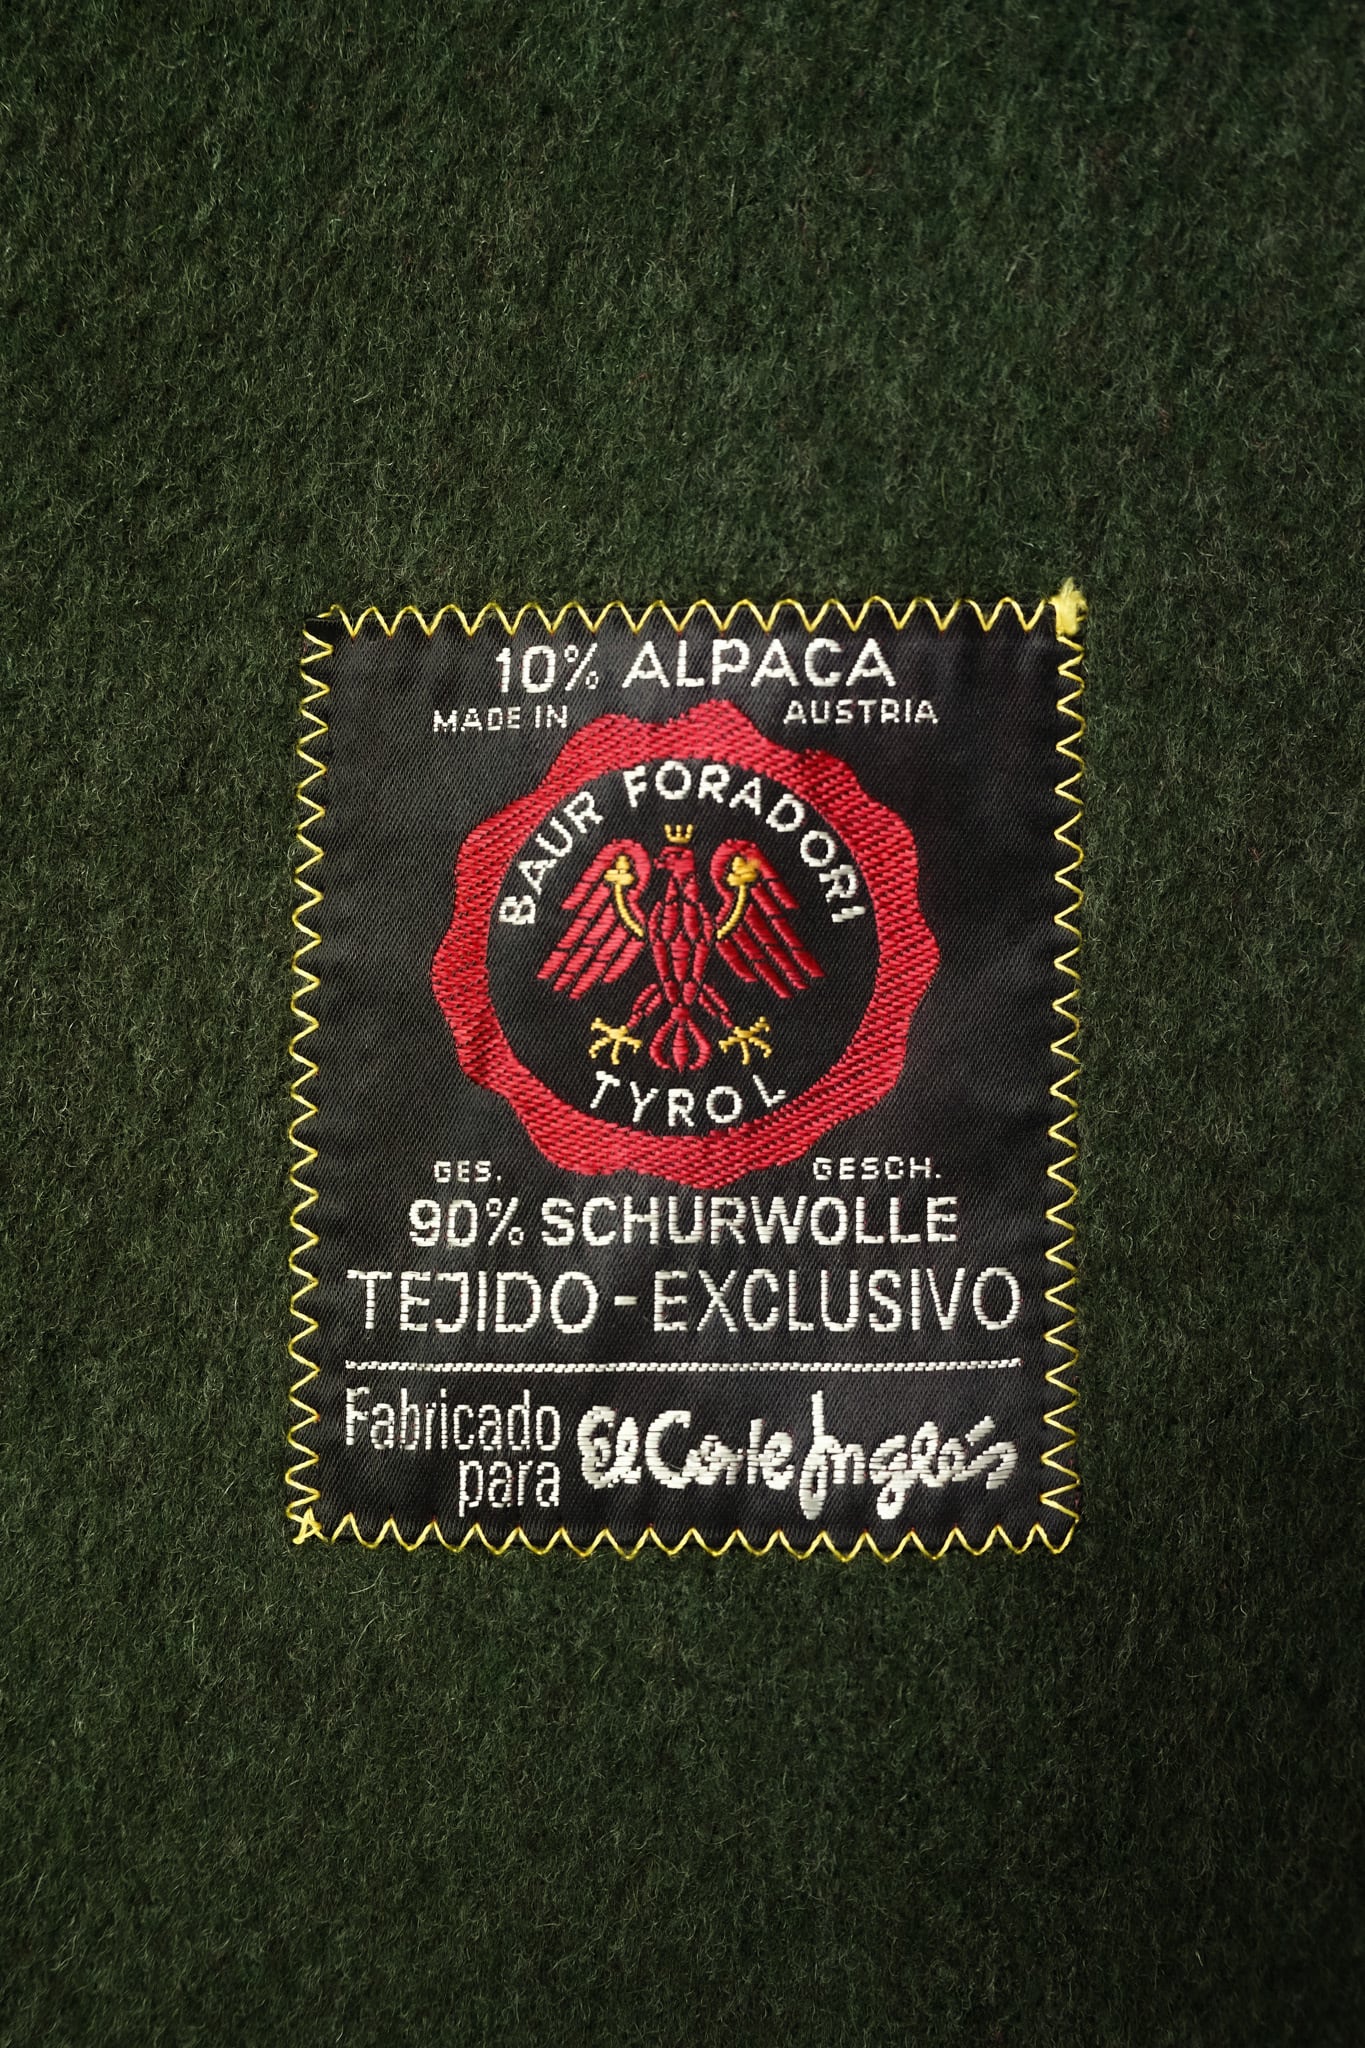 10% ALPACA
MADE IN AUSTRIA
BAUR FORADORI
TYROL
GES. GESCH.
90% SCHURWOLLE
TEJIDO - EXCLUSIVO
Fabricado
para El Corte Inglés